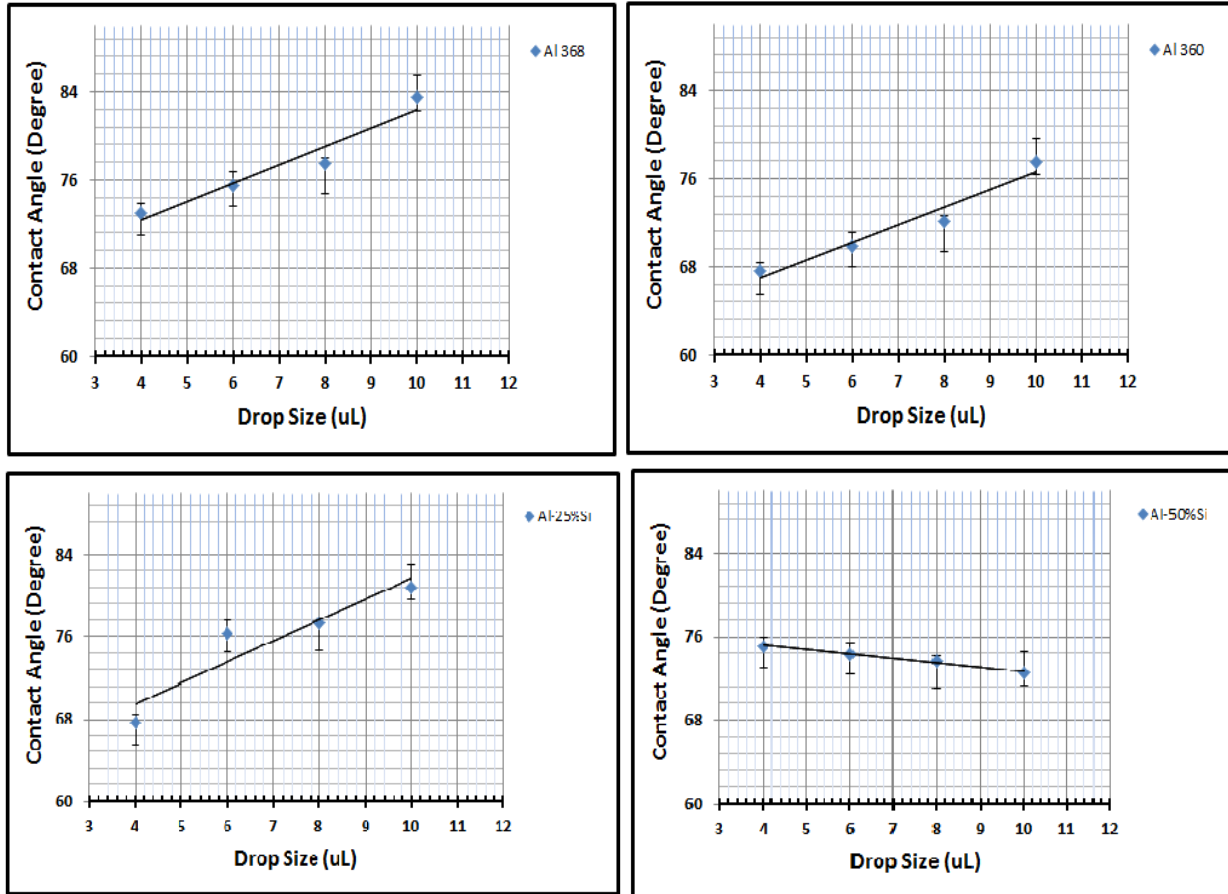 Al 368
Contact Angle (Degree)
84
76
68
60
3 4 5 6 7 8 9 10 11 12
Drop Size (uL)
Al 360
Contact Angle (Degree)
84
76
68
60
3 4 5 6 7 8 9 10 11 12
Drop Size (uL)
Al-25%Si
Contact Angle (Degree)
84
76
68
60
3 4 5 6 7 8 9 10 11 12
Drop Size (uL)
Al-50%Si
Contact Angle (Degree)
84
76
68
60
3 4 5 6 7 8 9 10 11 12
Drop Size (uL)